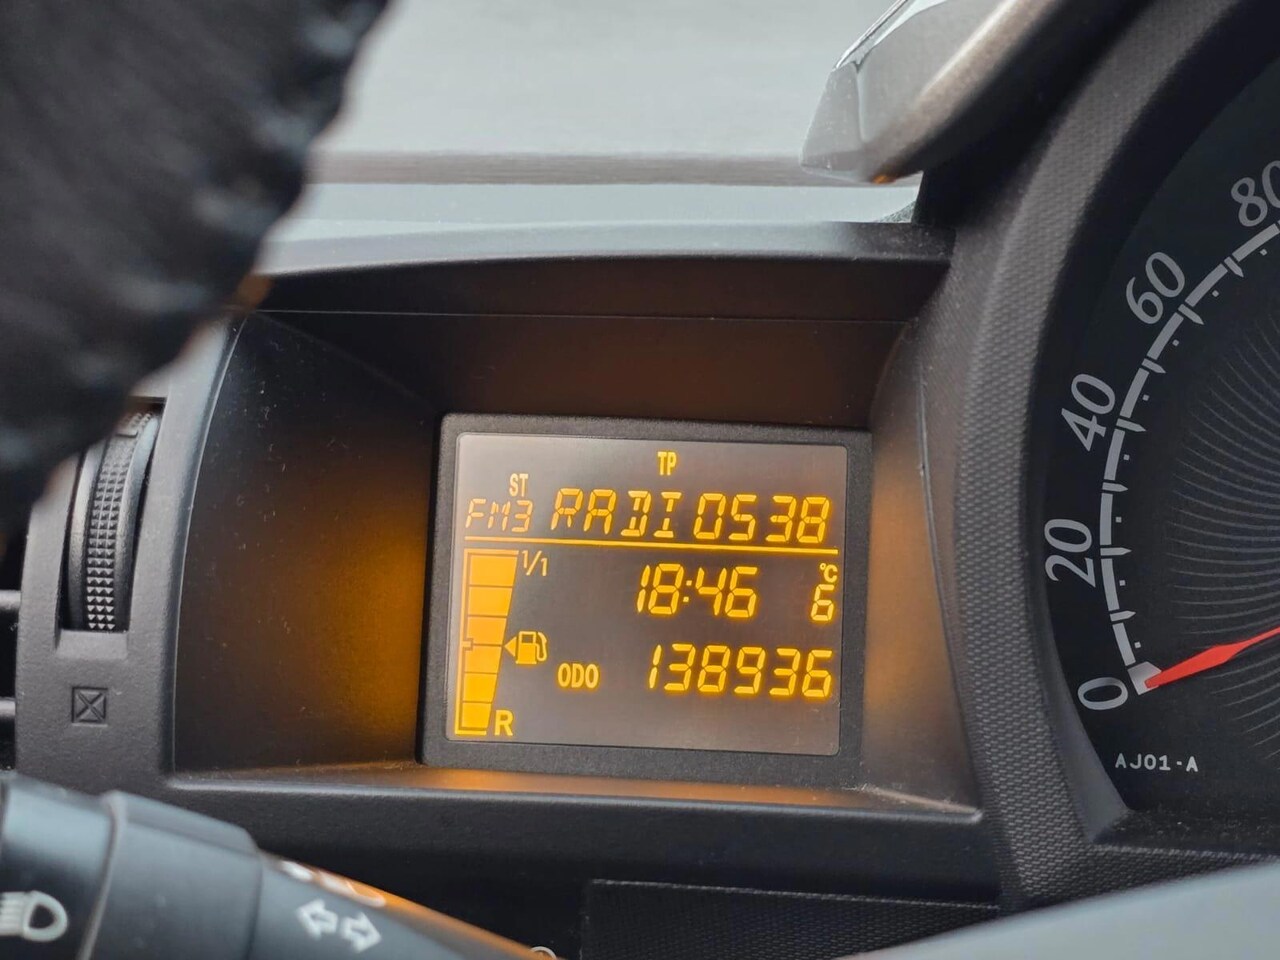 TP
ST
FM3 RADIO538
1/1
18:46 °C 6
ODO 138936
R
80
60
40
20
0
AJ01-A